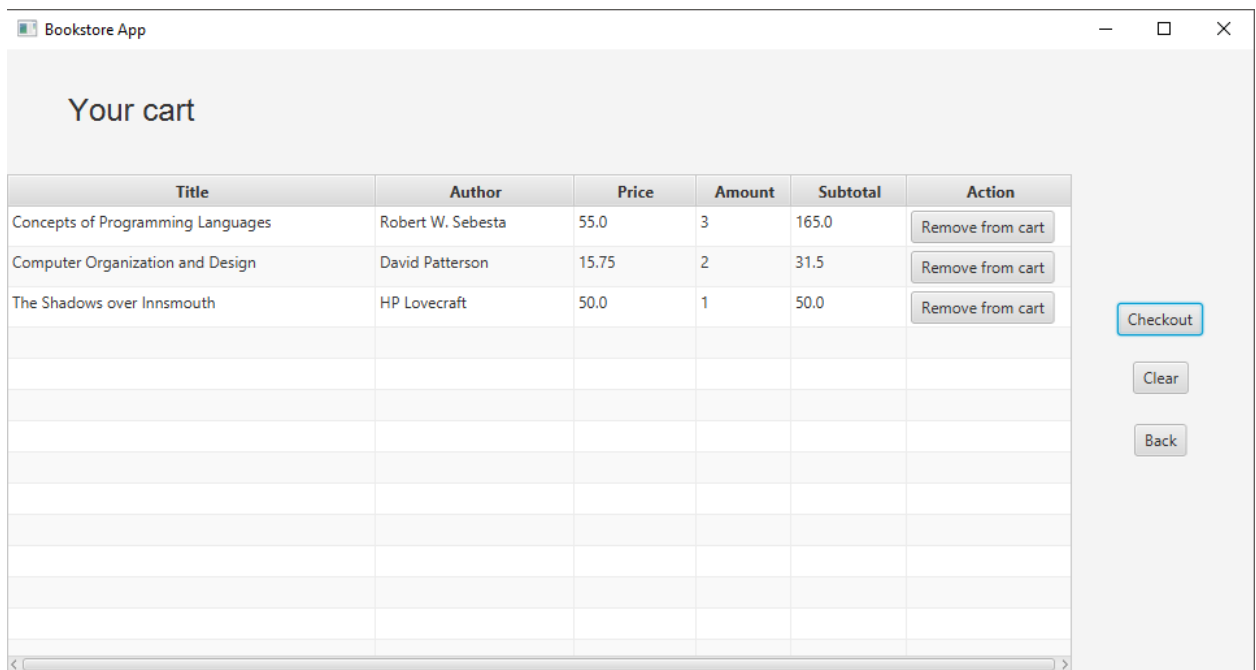 Bookstore App
Your cart
Title Author Price Amount Subtotal Action
Concepts of Programming Languages Robert W. Sebesta 55.0 3 165.0 Remove from cart
Computer Organization and Design David Patterson 15.75 2 31.5 Remove from cart
The Shadows over Innsmouth HP Lovecraft 50.0 1 50.0 Remove from cart
Checkout
Clear
Back